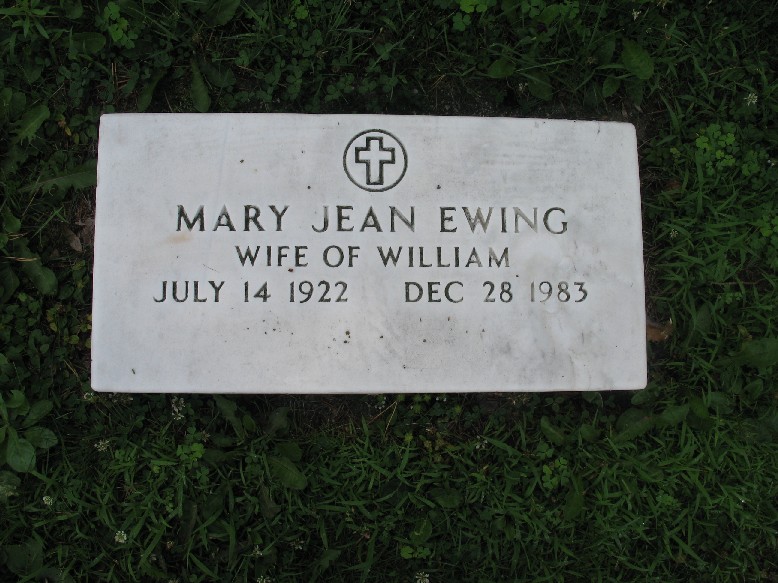 MARY JEAN EWING
WIFE OF WILLIAM
JULY 14 1922 DEC 28 1983